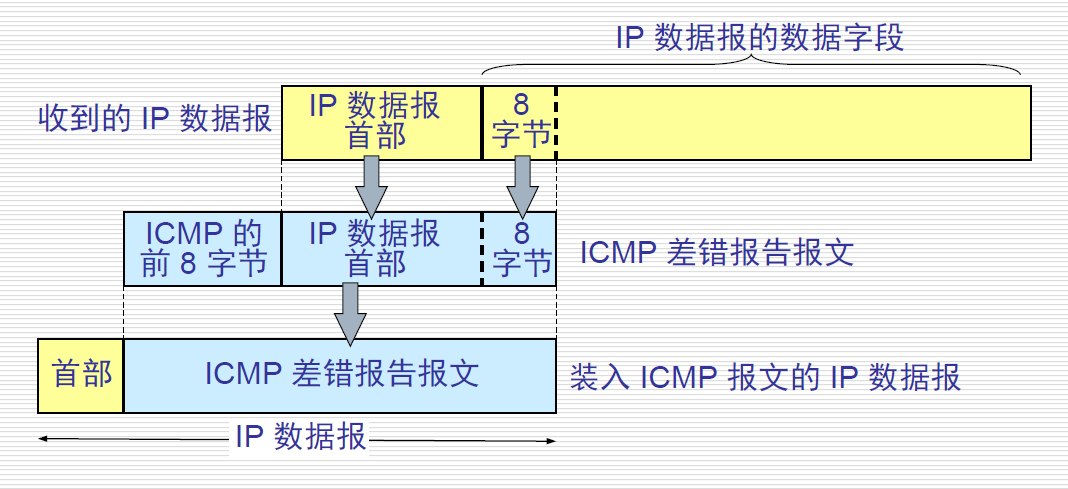 IP 数据报的数据字段
收到的 IP 数据报
IP 数据报
首部
8
字节
ICMP 的
前 8 字节
IP 数据报
首部
8
字节
ICMP 差错报告报文
首部
ICMP 差错报告报文
装入 ICMP 报文的 IP 数据报
IP 数据报